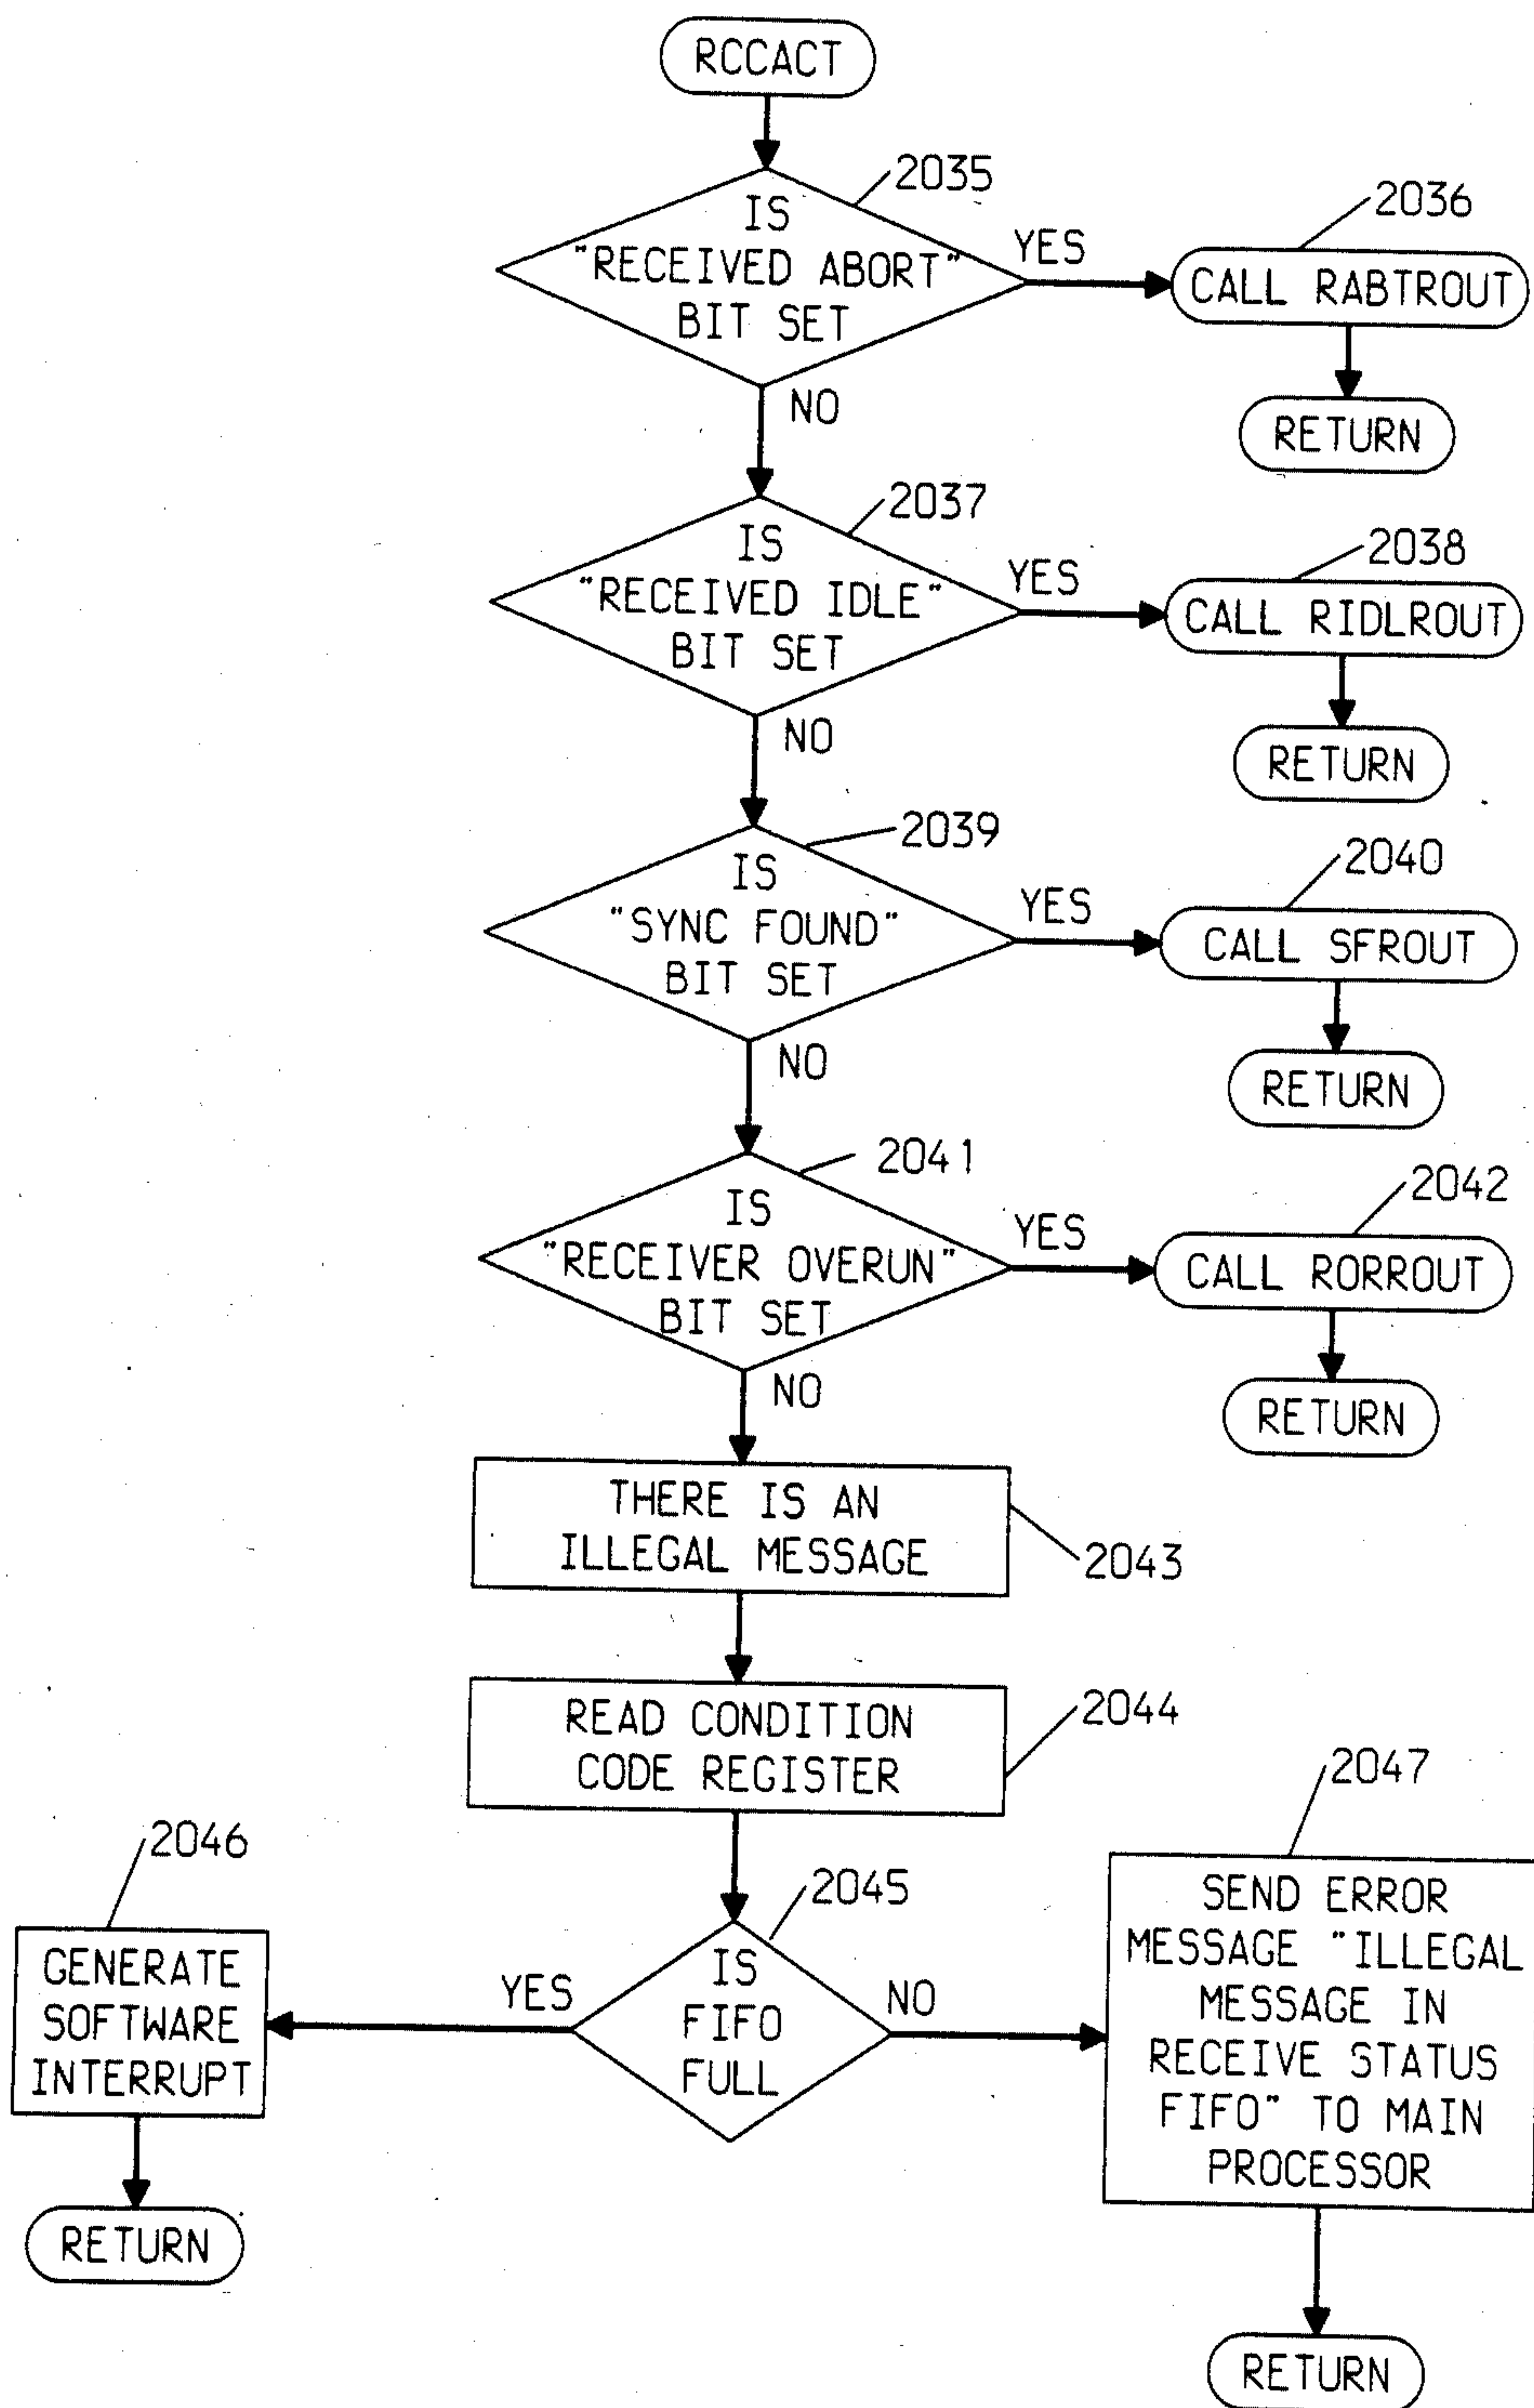 RCCACT
2035
IS
"RECEIVED ABORT"
BIT SET
YES
2036
CALL RABTROUT
RETURN
NO
2037
IS
"RECEIVED IDLE"
BIT SET
YES
2038
CALL RIDLROUT
RETURN
NO
2039
IS
"SYNC FOUND"
BIT SET
YES
2040
CALL SFROUT
RETURN
NO
2041
IS
"RECEIVER OVERUN"
BIT SET
YES
2042
CALL RORROUT
RETURN
NO
THERE IS AN
ILLEGAL MESSAGE
2043
READ CONDITION
CODE REGISTER
2044
2045
IS
FIFO
FULL
YES
2046
GENERATE
SOFTWARE
INTERRUPT
RETURN
NO
2047
SEND ERROR
MESSAGE "ILLEGAL
MESSAGE IN
RECEIVE STATUS
FIFO" TO MAIN
PROCESSOR
RETURN